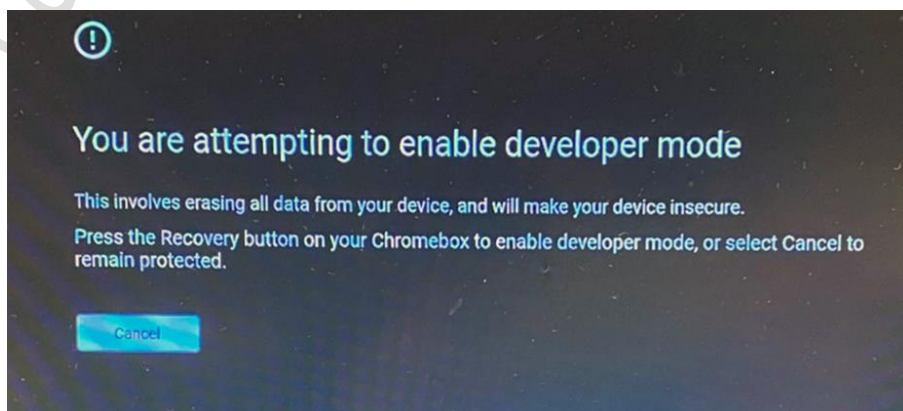 You are attempting to enable developer mode
This involves erasing all data from your device, and will make your device insecure.
Press the Recovery button on your Chromebox to enable developer mode, or select Cancel to
remain protected.
Cancel